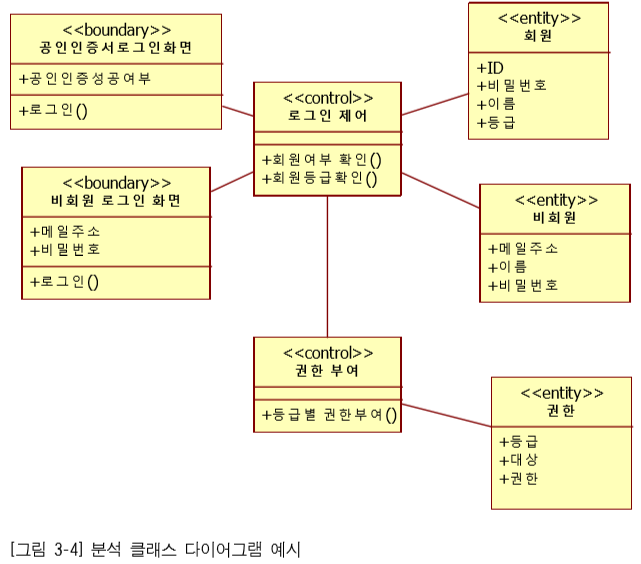 <<boundary>>
공인인증서로그인화면
+공인인증성공여부
+로그인()
<<entity>>
회원
+ID
+비밀번호
+이름
+등급
<<control>>
로그인 제어
+회원여부 확인()
+회원등급확인()
<<boundary>>
비회원 로그인 화면
+메일주소
+비밀번호
+로그인()
<<entity>>
비회원
+메일주소
+이름
+비밀번호
<<control>>
권한 부여
+등급별 권한부여()
<<entity>>
권한
+등급
+대상
+권한
[그림 3-4] 분석 클래스 다이어그램 예시